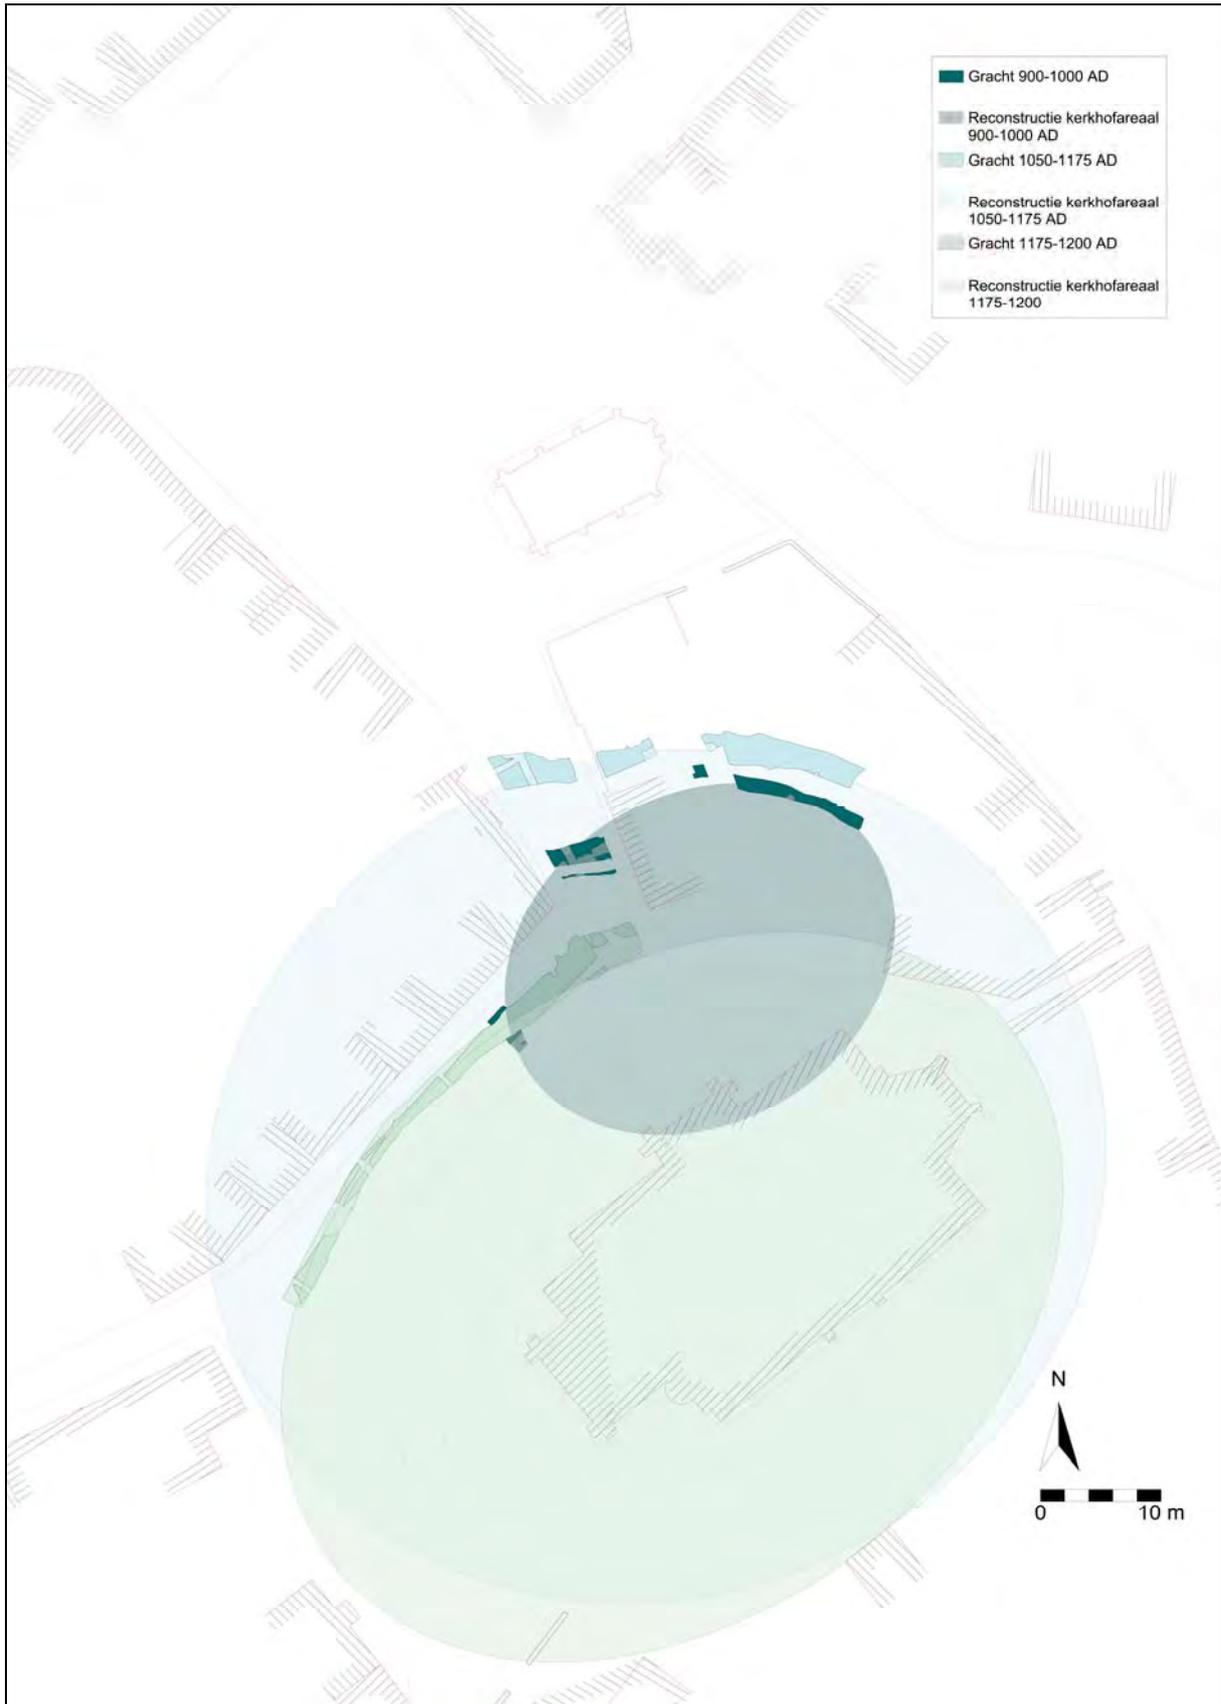 Gracht 900-1000 AD
Reconstructie kerkhofareaal
900-1000 AD
Gracht 1050-1175 AD
Reconstructie kerkhofareaal
1050-1175 AD
Gracht 1175-1200 AD
Reconstructie kerkhofareaal
1175-1200
N
0 10 m